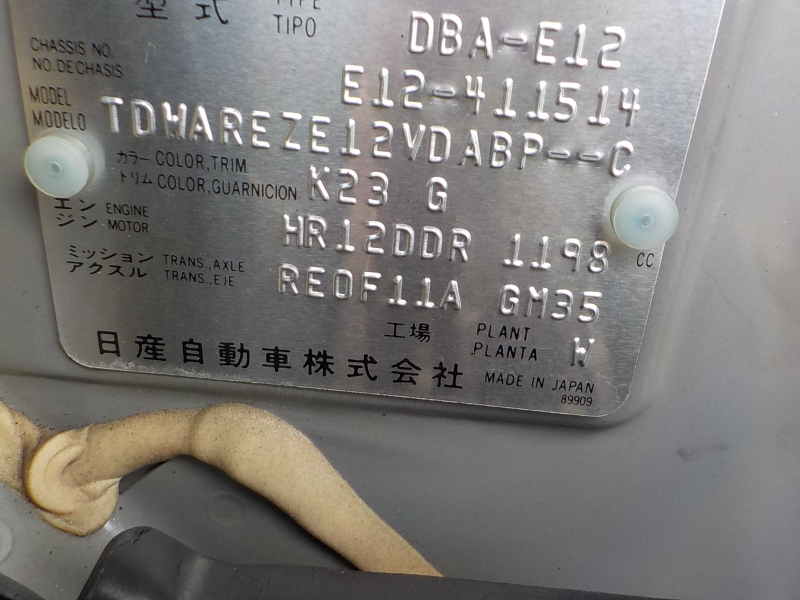 型式 TYPE
TIPO DBA-E12
CHASSIS NO.
NO. DE CHASIS E12-411514
MODEL
MODELO TDWAREZE12VDABP--C
カラー COLOR,TRIM
トリム COLOR,GUARNICION K23 G
エン ENGINE
ジン MOTOR HR12DDR 1198 CC
ミッション TRANS.,AXLE
アクスル TRANS.,EJE RE0F11A GM35
工場 PLANT
PLANTA W
日産自動車株式会社 MADE IN JAPAN
89909